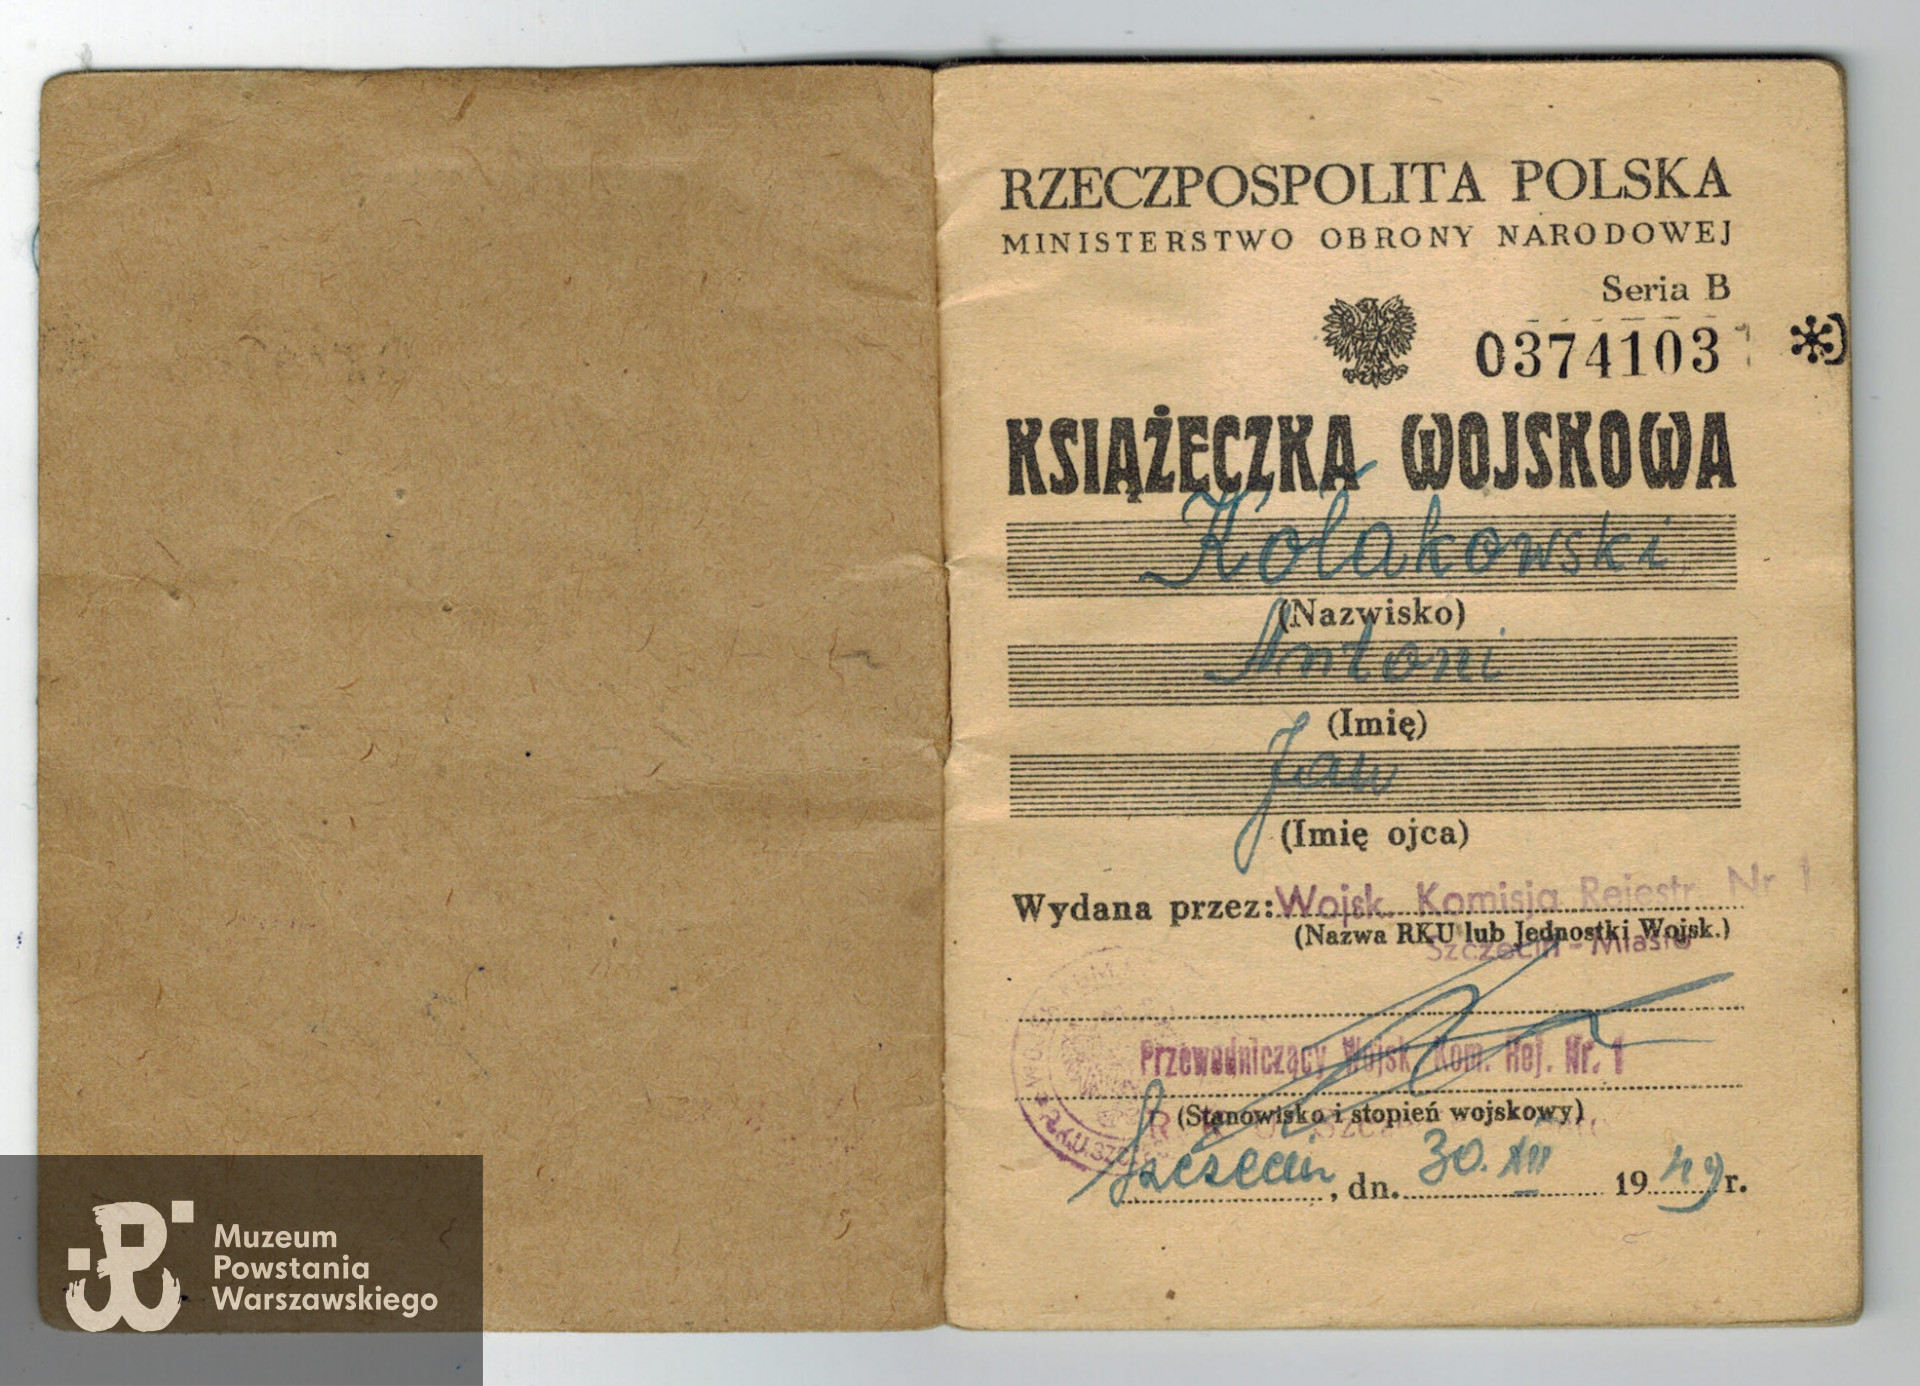 RZECZPOSPOLITA POLSKA
MINISTERSTWO OBRONY NARODOWEJ
Seria B
0374103
KSIĄŻECZKA WOJSKOWA
Kołakowski
(Nazwisko)
Antoni
(Imię)
Jan
(Imię ojca)
Wydana przez: Wojsk. Komisja Rejestr. Nr 1
(Nazwa RKU lub Jednostki Wojsk.)
Szczecin - Miasto
Przewodniczący Wojsk. Kom. Rej. Nr. 1
(Stanowisko i stopień wojskowy)
Szczecin, dn. 30. XII 1949 r.
Muzeum
Powstania
Warszawskiego